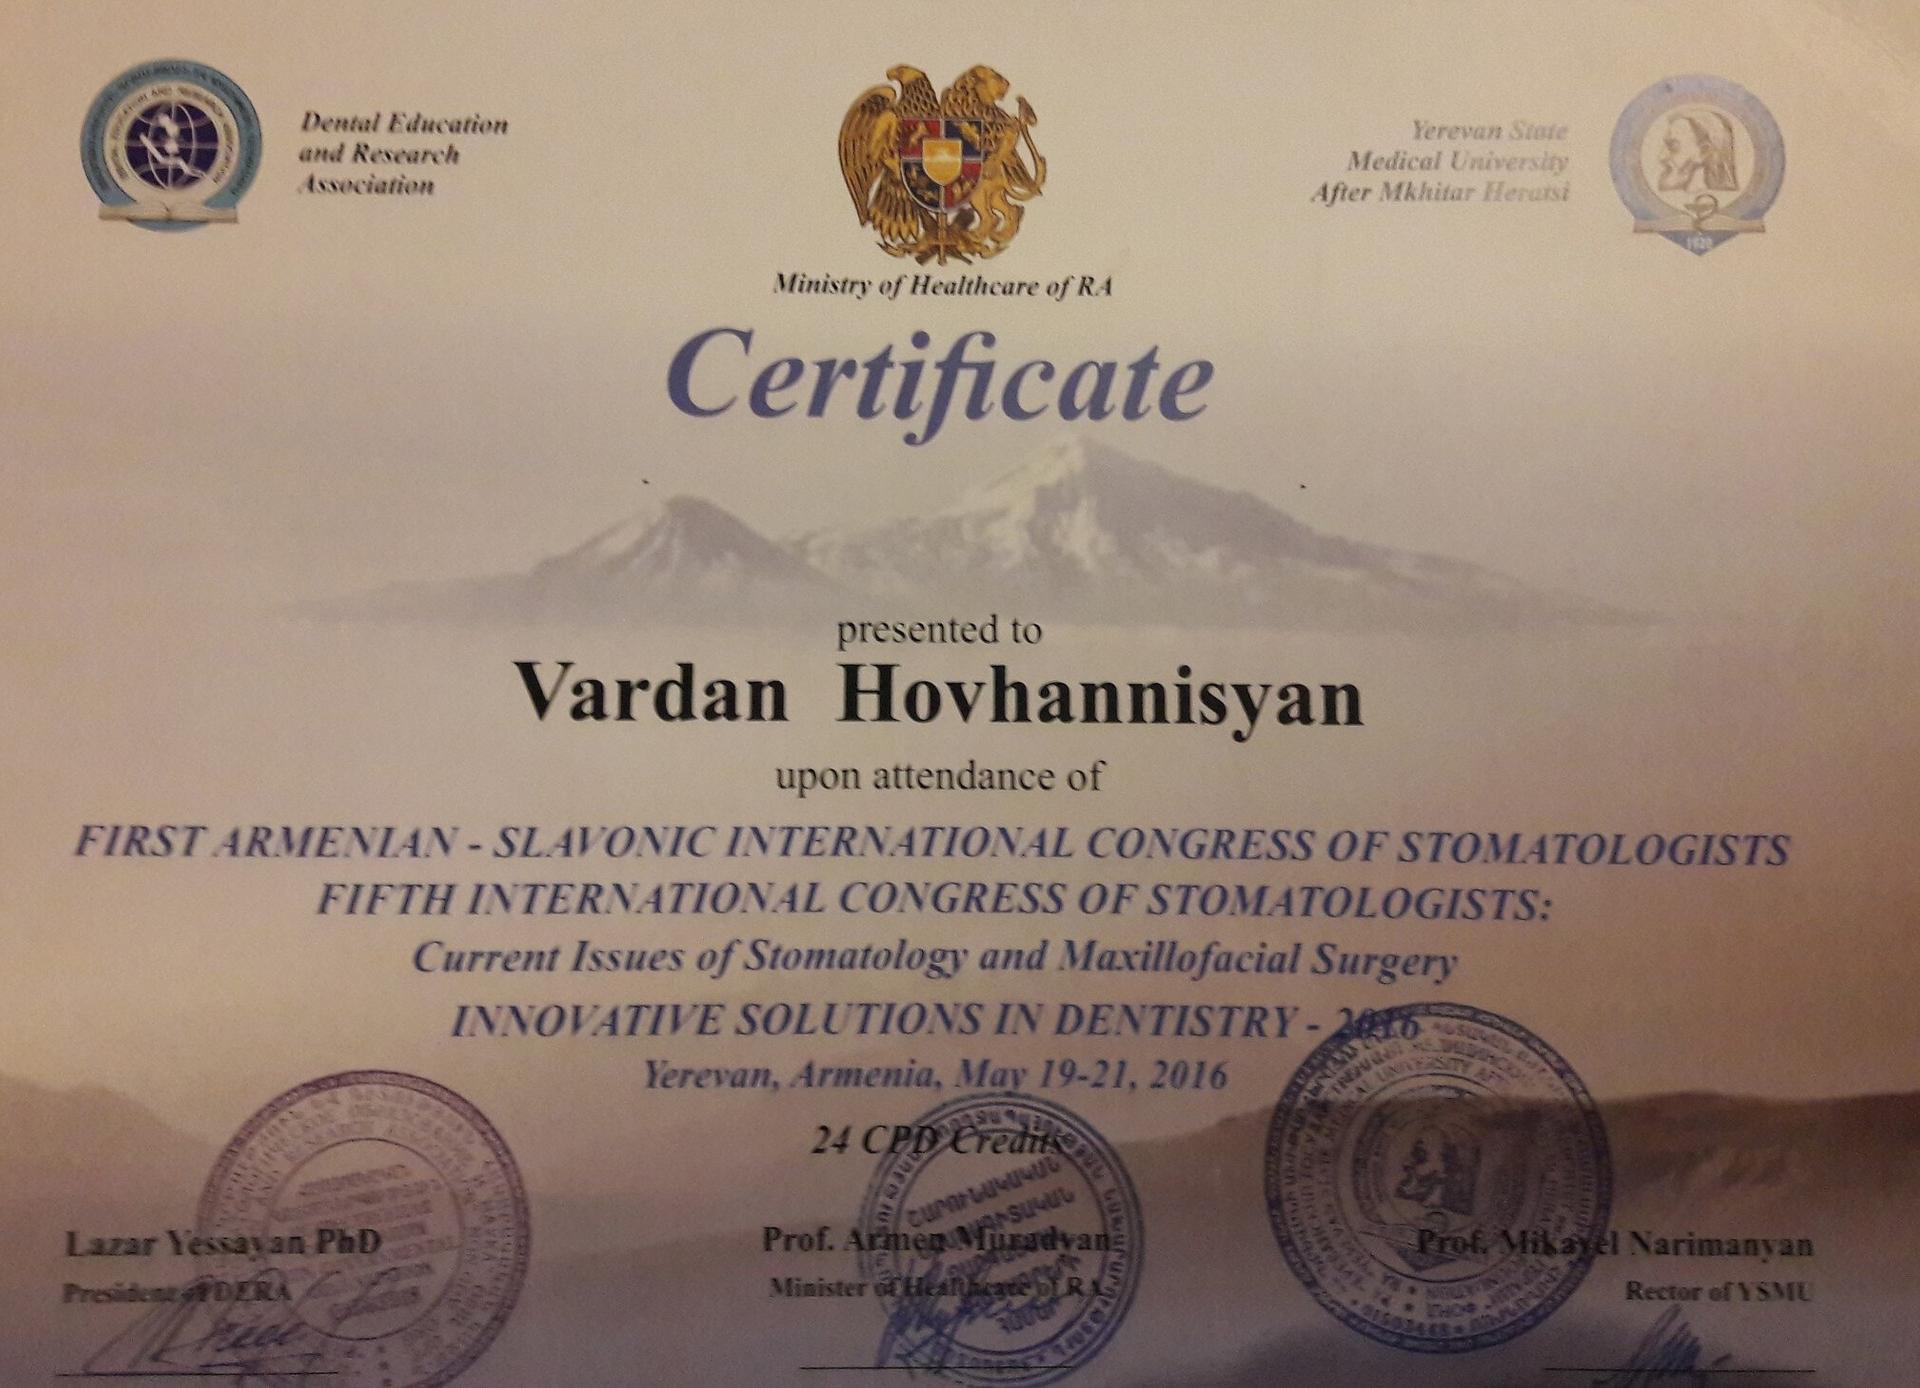 Dental Education
and Research
Association
Ministry of Healthcare of RA
Yerevan State
Medical University
After Mkhitar Heratsi
1920
Certificate
presented to
Vardan Hovhannisyan
upon attendance of
FIRST ARMENIAN - SLAVONIC INTERNATIONAL CONGRESS OF STOMATOLOGISTS
FIFTH INTERNATIONAL CONGRESS OF STOMATOLOGISTS:
Current Issues of Stomatology and Maxillofacial Surgery
INNOVATIVE SOLUTIONS IN DENTISTRY - 2016
Yerevan, Armenia, May 19-21, 2016
24 CPD Credits
Lazar Yessayan PhD
President of DERA
Prof. Armen Muradyan
Minister of Healthcare of RA
Prof. Mikayel Narimanyan
Rector of YSMU